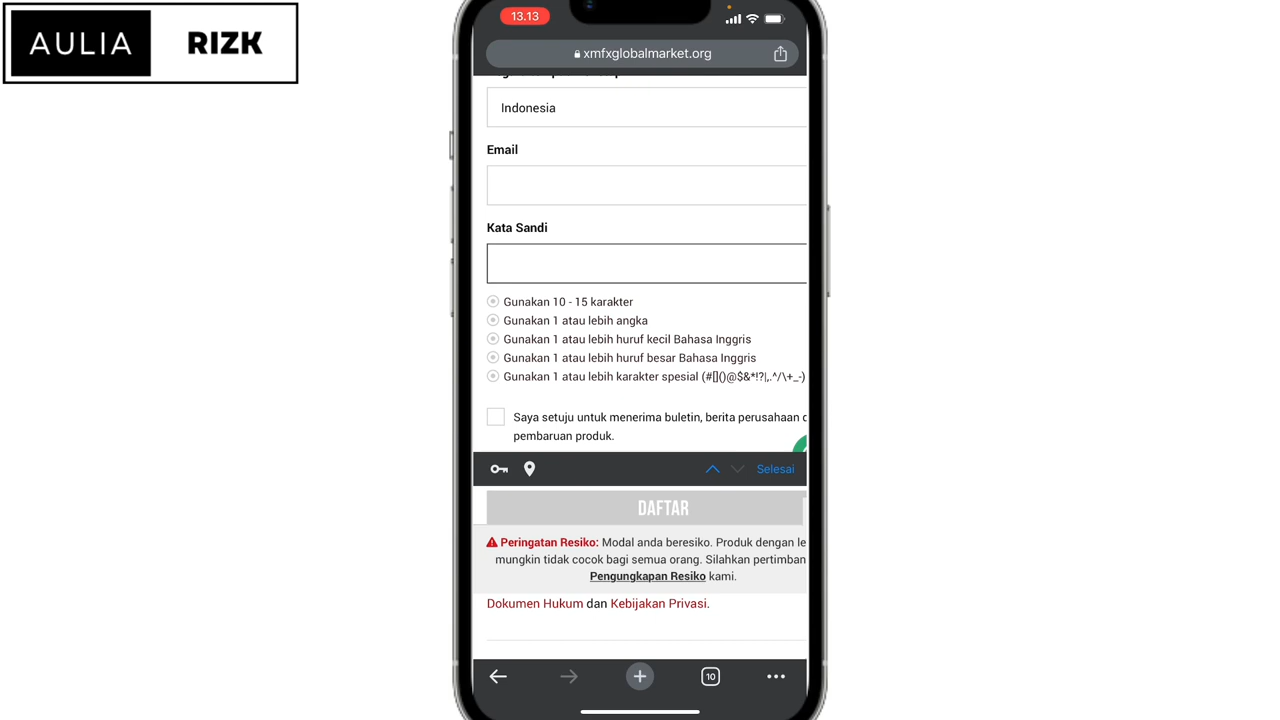 AULIA RIZK
13.13
xmfxglobalmarket.org
Indonesia
Email
Kata Sandi
Gunakan 10 - 15 karakter
Gunakan 1 atau lebih angka
Gunakan 1 atau lebih huruf kecil Bahasa Inggris
Gunakan 1 atau lebih huruf besar Bahasa Inggris
Gunakan 1 atau lebih karakter spesial (#[]()@$&*!?|,.^/\+_-)
Saya setuju untuk menerima buletin, berita perusahaan
pembaruan produk.
Selesai
DAFTAR
Peringatan Resiko: Modal anda beresiko. Produk dengan
mungkin tidak cocok bagi semua orang. Silahkan
Pengungkapan Resiko kami.
Dokumen Hukum dan Kebijakan Privasi.
10